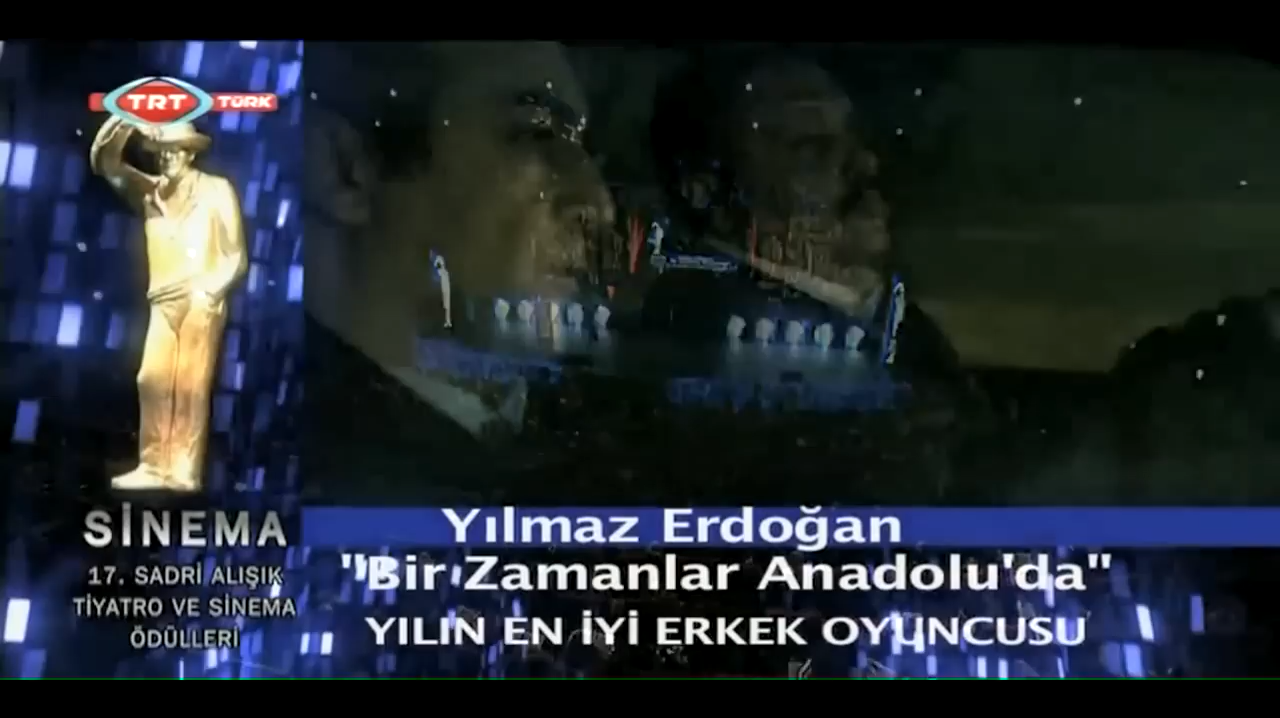 TRT TÜRK
SİNEMA
17. SADRİ ALIŞIK
TİYATRO VE SİNEMA
ÖDÜLLERİ
Yılmaz Erdoğan
"Bir Zamanlar Anadolu'da"
YILIN EN İYİ ERKEK OYUNCUSU